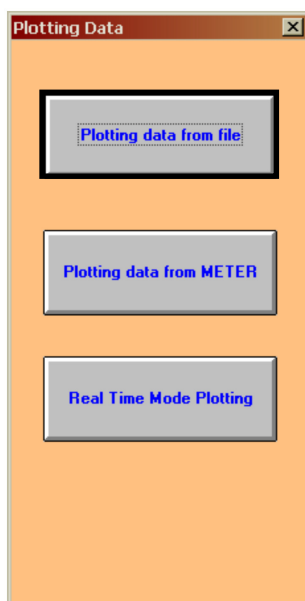 Plotting Data
Plotting data from file
Plotting data from METER
Real Time Mode Plotting